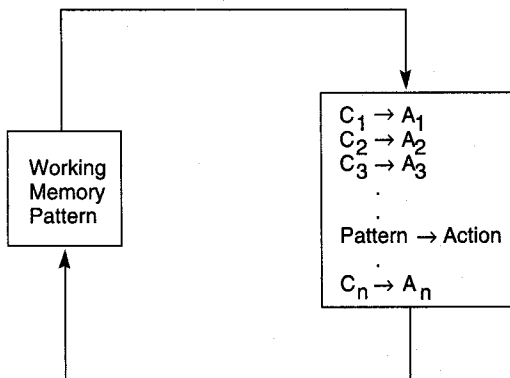 Working
Memory
Pattern
C₁ → A₁
C₂ → A₂
C₃ → A₃
.
.
Pattern → Action
.
.
Cₙ → Aₙ